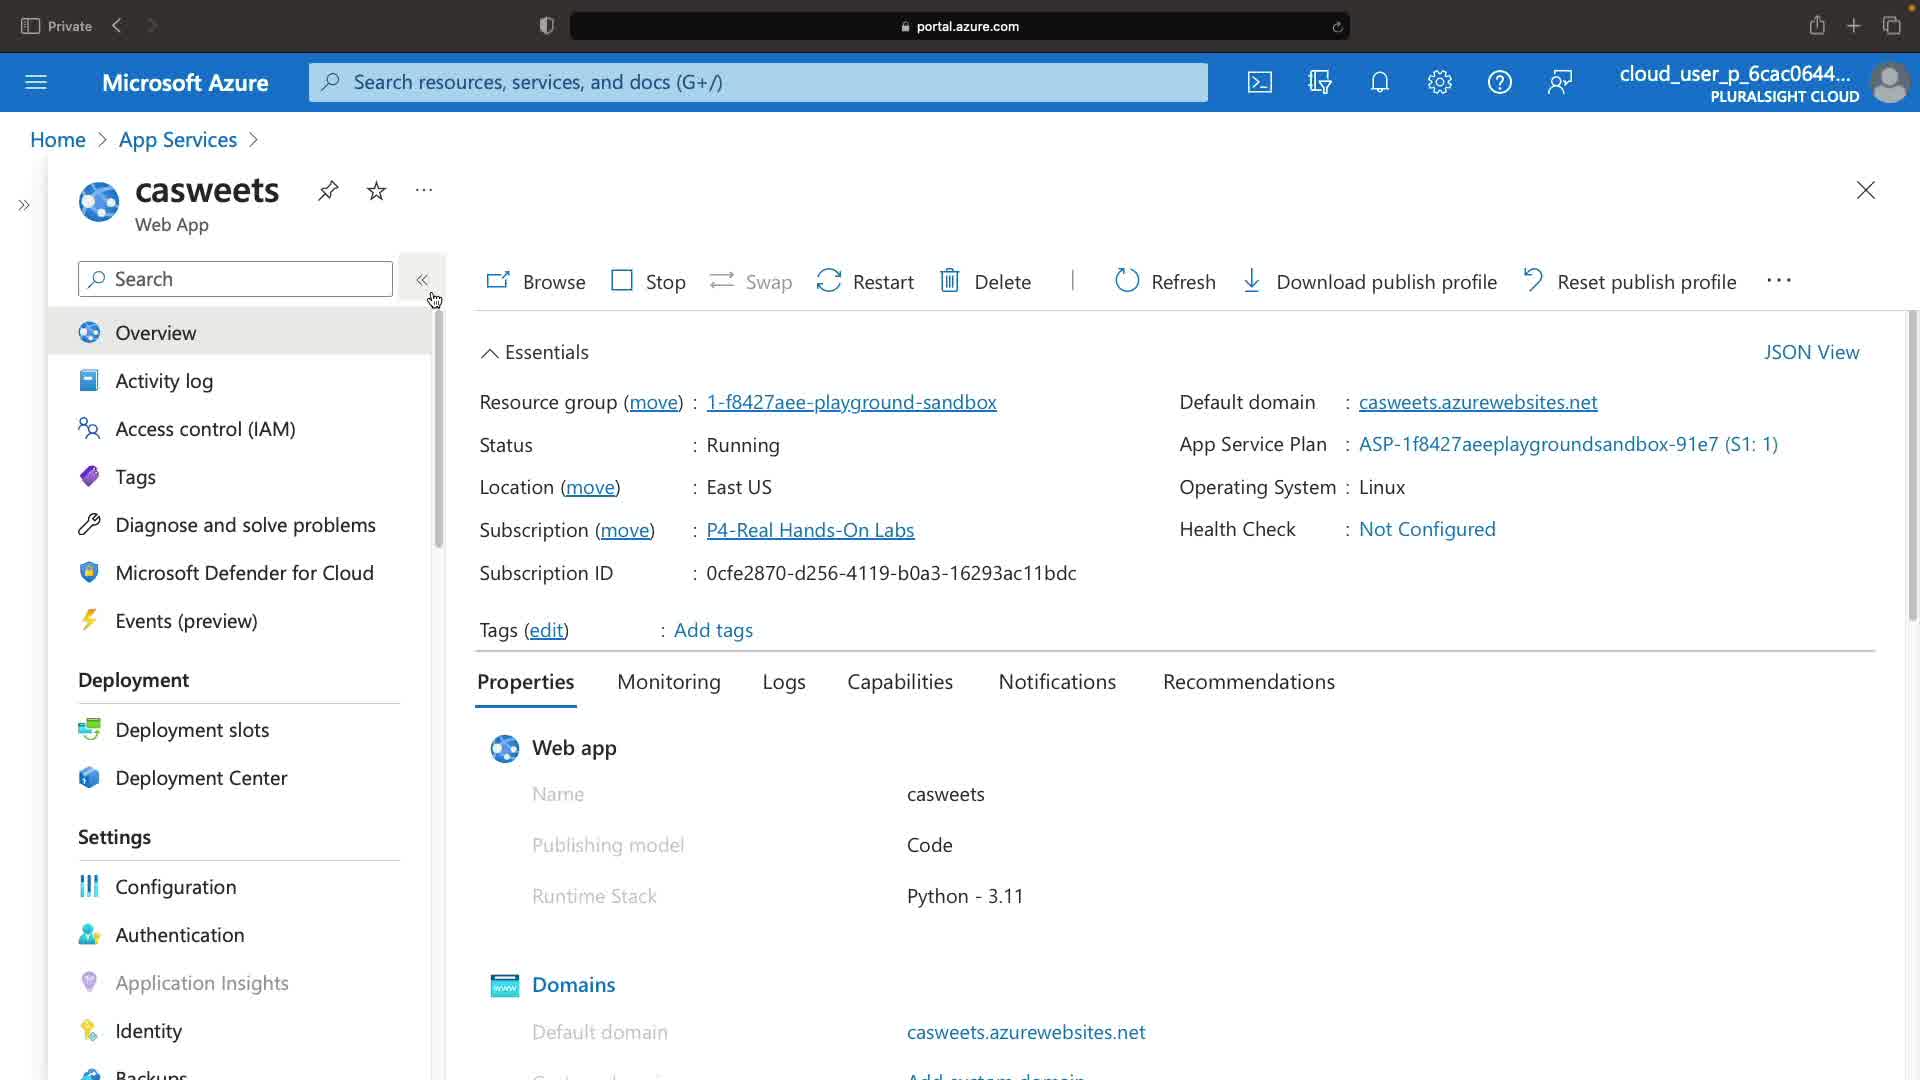 Private
portal.azure.com
Microsoft Azure
Search resources, services, and docs (G+/)
cloud_user_p_6cac0644...
PLURALSIGHT CLOUD
Home > App Services >
casweets
Web App
Search
Browse Stop Swap Restart Delete | Refresh Download publish profile Reset publish profile ...
Overview
Activity log
Access control (IAM)
Tags
Diagnose and solve problems
Microsoft Defender for Cloud
Events (preview)
Deployment
Deployment slots
Deployment Center
Settings
Configuration
Authentication
Application Insights
Identity
Backups
Essentials
JSON View
Resource group (move) : 1-f8427aee-playground-sandbox
Status : Running
Location (move) : East US
Subscription (move) : P4-Real Hands-On Labs
Subscription ID : 0cfe2870-d256-4119-b0a3-16293ac11bdc
Default domain : casweets.azurewebsites.net
App Service Plan : ASP-1f8427aeeplaygroundsandbox-91e7 (S1: 1)
Operating System : Linux
Health Check : Not Configured
Tags (edit) : Add tags
Properties Monitoring Logs Capabilities Notifications Recommendations
Web app
Name casweets
Publishing model Code
Runtime Stack Python - 3.11
www
Domains
Default domain casweets.azurewebsites.net
Add custom domain